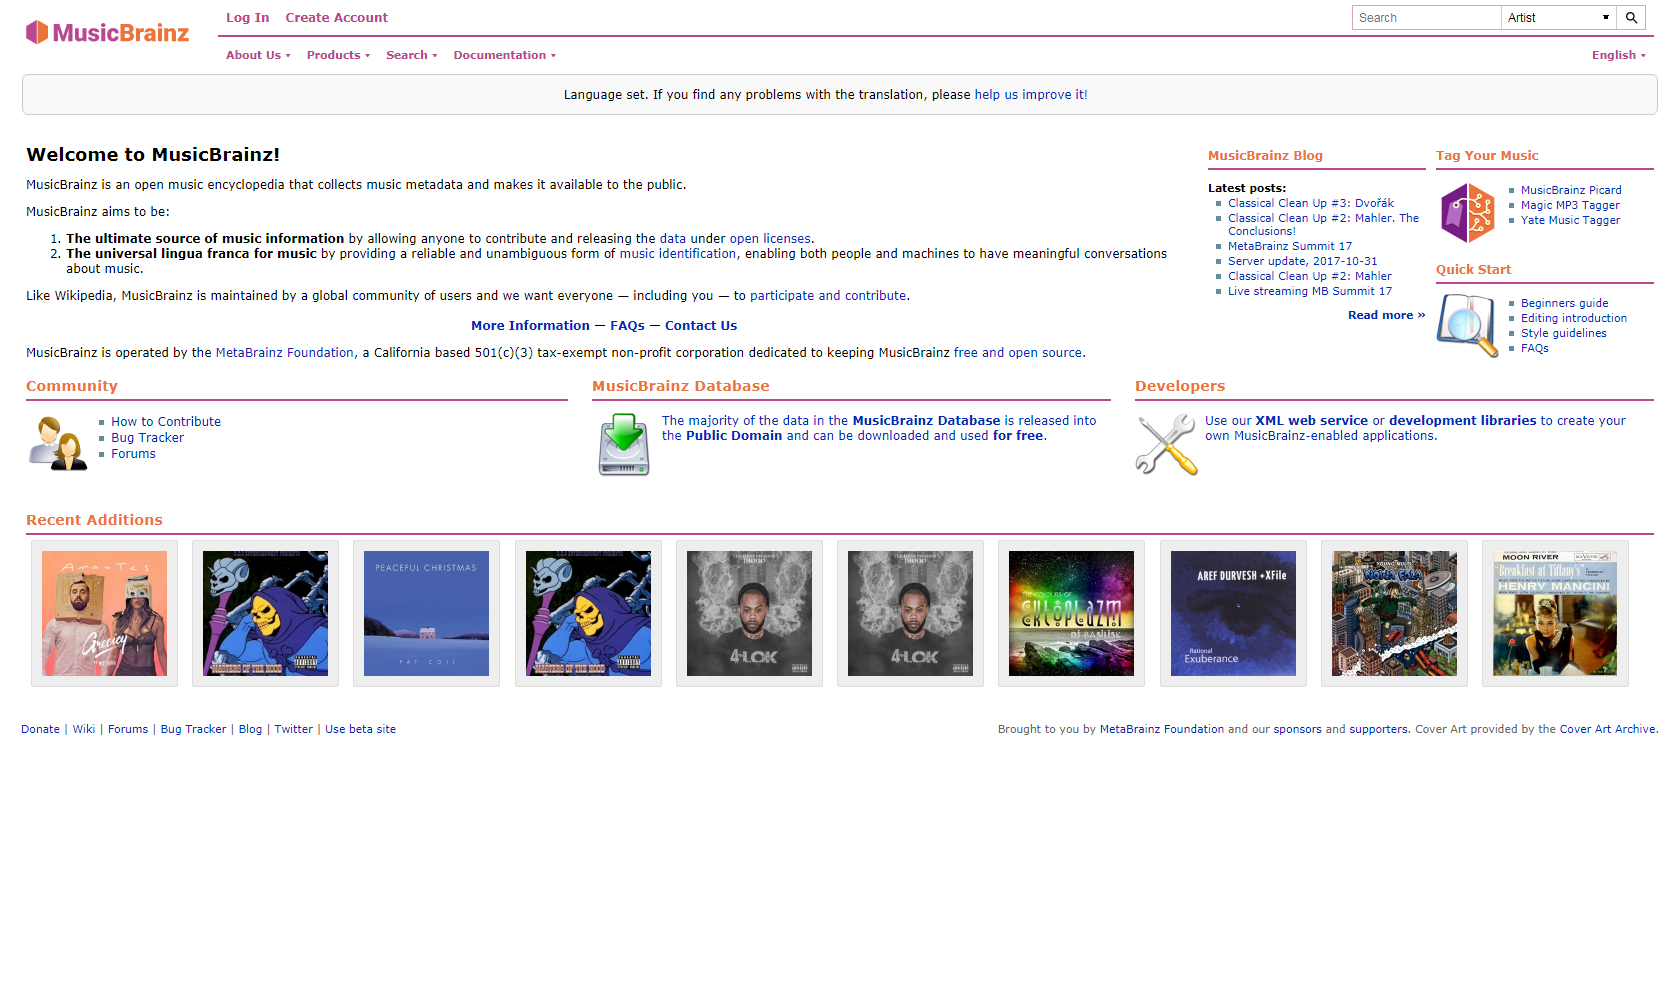 MusicBrainz
Log In Create Account
Search Artist
About Us Products Search Documentation English
Language set. If you find any problems with the translation, please help us improve it!
Welcome to MusicBrainz!
MusicBrainz is an open music encyclopedia that collects music metadata and makes it available to the public.
MusicBrainz aims to be:
1. The ultimate source of music information by allowing anyone to contribute and releasing the data under open licenses.
2. The universal lingua franca for music by providing a reliable and unambiguous form of music identification, enabling both people and machines to have meaningful conversations
about music.
Like Wikipedia, MusicBrainz is maintained by a global community of users and we want everyone — including you — to participate and contribute.
More Information — FAQs — Contact Us
MusicBrainz is operated by the MetaBrainz Foundation, a California based 501(c)(3) tax-exempt non-profit corporation dedicated to keeping MusicBrainz free and open source.
MusicBrainz Blog
Latest posts:
Classical Clean Up #3: Dvořák
Classical Clean Up #2: Mahler. The
Conclusions!
MetaBrainz Summit 17
Server update, 2017-10-31
Classical Clean Up #2: Mahler
Live streaming MB Summit 17
Read more »
Tag Your Music
MusicBrainz Picard
Magic MP3 Tagger
Yate Music Tagger
Quick Start
Beginners guide
Editing introduction
Style guidelines
FAQs
Community
How to Contribute
Bug Tracker
Forums
MusicBrainz Database
The majority of the data in the MusicBrainz Database is released into
the Public Domain and can be downloaded and used for free.
Developers
Use our XML web service or development libraries to create your
own MusicBrainz-enabled applications.
Recent Additions
Amantes
Greeicy
MASTERS OF THE HOOD
PEACEFUL CHRISTMAS
PAT COIL
MASTERS OF THE HOOD
4-LOK
4-LOK
THE COLOURS OF
DJ BASILISK
AREF DURVESH +XFile
Rational
Exuberance
YOUNG MULTI
MOON RIVER
"Breakfast at Tiffany's"
HENRY MANCINI
Donate | Wiki | Forums | Bug Tracker | Blog | Twitter | Use beta site
Brought to you by MetaBrainz Foundation and our sponsors and supporters. Cover Art provided by the Cover Art Archive.